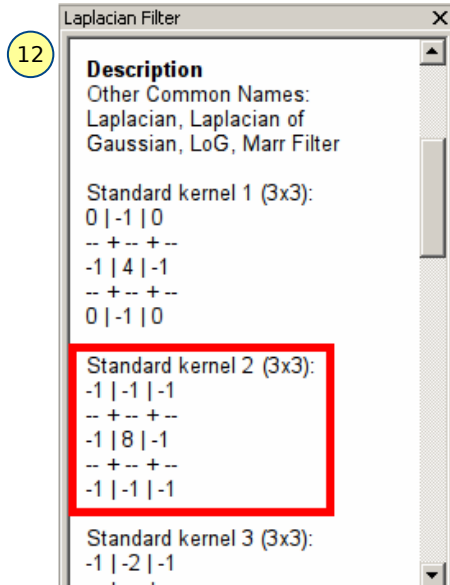 Laplacian Filter X
12
Description
Other Common Names:
Laplacian, Laplacian of
Gaussian, LoG, Marr Filter
Standard kernel 1 (3x3):
0 | -1 | 0
-- + -- + --
-1 | 4 | -1
-- + -- + --
0 | -1 | 0
Standard kernel 2 (3x3):
-1 | -1 | -1
-- + -- + --
-1 | 8 | -1
-- + -- + --
-1 | -1 | -1
Standard kernel 3 (3x3):
-1 | -2 | -1